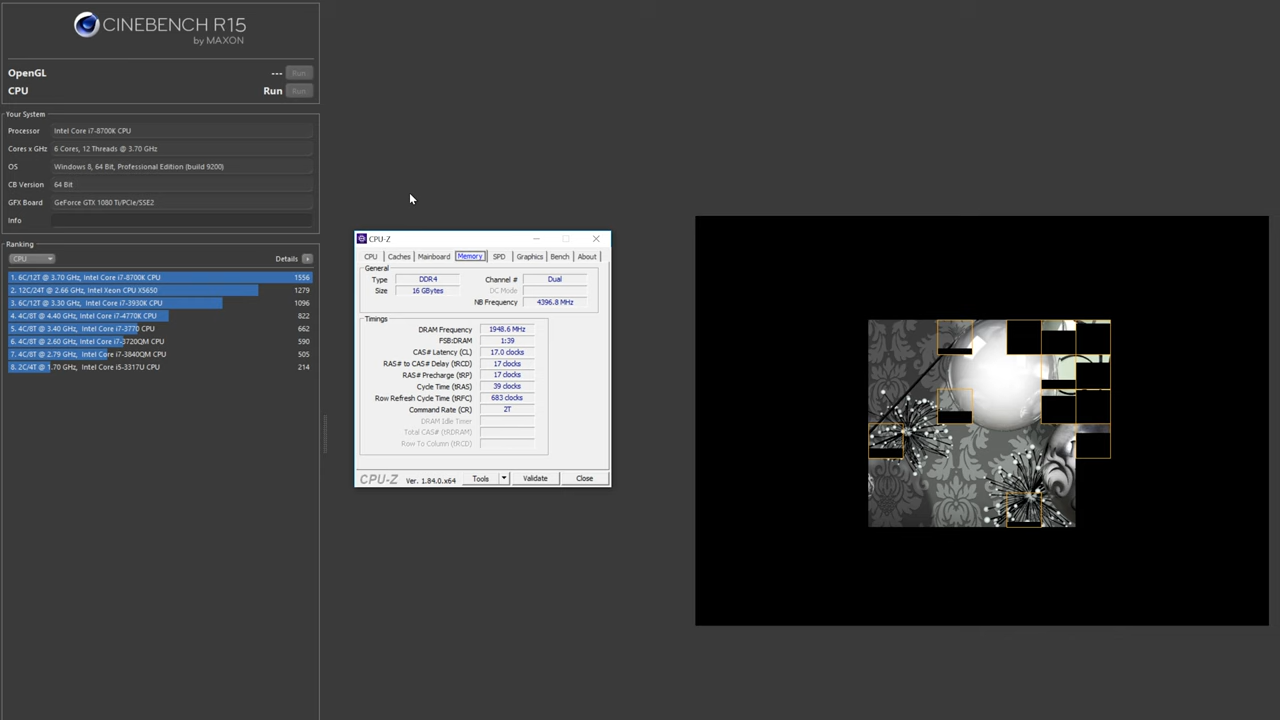 CINEBENCH R15
by MAXON
OpenGL --- Run
CPU Run Run
Your System
Processor Intel Core i7-8700K CPU
Cores x GHz 6 Cores, 12 Threads @ 3.70 GHz
OS Windows 8, 64 Bit, Professional Edition (build 9200)
CB Version 64 Bit
GFX Board GeForce GTX 1080 Ti/PCIe/SSE2
Info
Ranking
CPU Details
1. 6C/12T @ 3.70 GHz, Intel Core i7-8700K CPU 1556
2. 12C/24T @ 2.66 GHz, Intel Xeon CPU X5650 1279
3. 6C/12T @ 3.30 GHz, Intel Core i7-3930K CPU 1096
4. 4C/8T @ 4.40 GHz, Intel Core i7-4770K CPU 822
5. 4C/8T @ 3.40 GHz, Intel Core i7-3770 CPU 662
6. 4C/8T @ 2.60 GHz, Intel Core i7-3720QM CPU 590
7. 4C/8T @ 2.79 GHz, Intel Core i7-3840QM CPU 505
8. 2C/4T @ 1.70 GHz, Intel Core i5-3317U CPU 214
CPU-Z
CPU Caches Mainboard Memory SPD Graphics Bench About
General
Type DDR4 Channel # Dual
Size 16 GBytes DC Mode
NB Frequency 4396.8 MHz
Timings
DRAM Frequency 1948.6 MHz
FSB:DRAM 1:39
CAS# Latency (CL) 17.0 clocks
RAS# to CAS# Delay (tRCD) 17 clocks
RAS# Precharge (tRP) 17 clocks
Cycle Time (tRAS) 39 clocks
Row Refresh Cycle Time (tRFC) 683 clocks
Command Rate (CR) 2T
DRAM Idle Timer
Total CAS# (tRDRAM)
Row To Column (tRCD)
CPU-Z Ver. 1.84.0.x64 Tools Validate Close